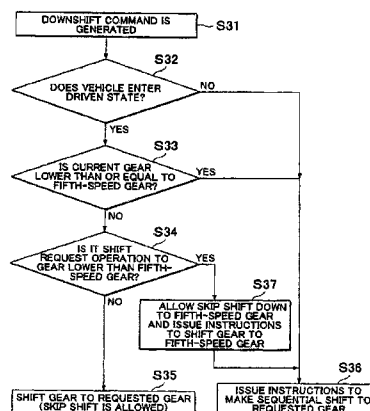 DOWNSHIFT COMMAND IS
GENERATED
S31
S32
DOES VEHICLE ENTER
DRIVEN STATE?
NO
YES
S33
IS CURRENT GEAR
LOWER THAN OR EQUAL TO
FIFTH-SPEED GEAR?
YES
NO
S34
IS IT SHIFT
REQUEST OPERATION TO
GEAR LOWER THAN FIFTH-
SPEED GEAR?
YES
NO
S37
ALLOW SKIP SHIFT DOWN
TO FIFTH-SPEED GEAR
AND ISSUE INSTRUCTIONS
TO SHIFT GEAR TO
FIFTH-SPEED GEAR
S35
SHIFT GEAR TO REQUESTED GEAR
(SKIP SHIFT IS ALLOWED)
S36
ISSUE INSTRUCTIONS TO
MAKE SEQUENTIAL SHIFT TO
REQUESTED GEAR